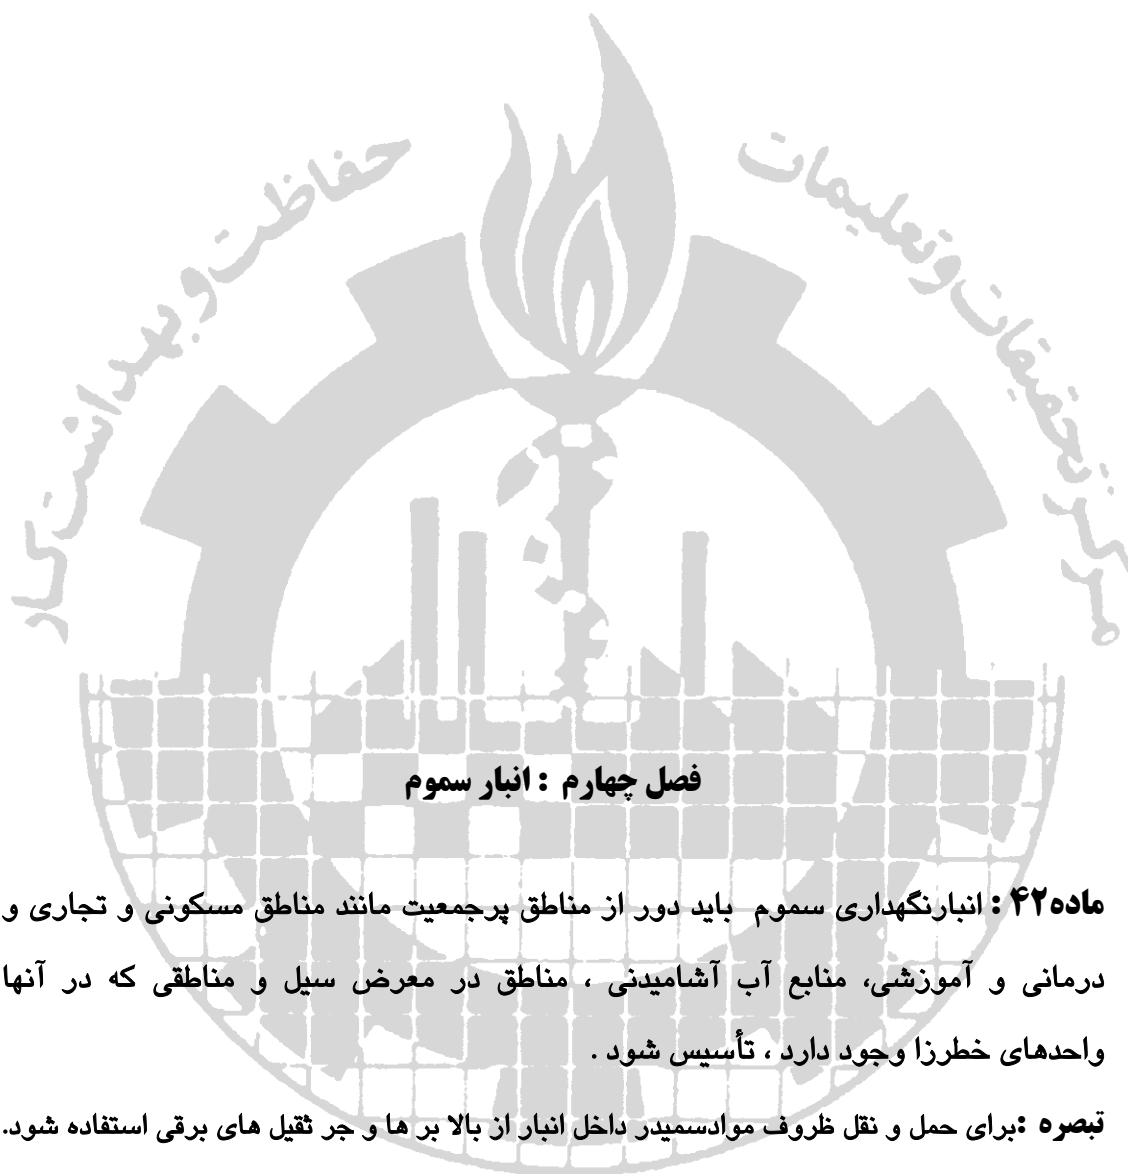 مرکز تحقیقات و تعلیمات
حفاظت و بهداشت کار
فصل چهارم : انبار سموم
ماده۴۲ : انبارنگهداری سموم باید دور از مناطق پرجمعیت مانند مناطق مسکونی و تجاری و
درمانی و آموزشی، منابع آب آشامیدنی ، مناطق در معرض سیل و مناطقی که در آنها
واحدهای خطرزا وجود دارد ، تأسیس شود .
تبصره :برای حمل و نقل ظروف موادسمیدر داخل انبار از بالا بر ها و جر ثقیل های برقی استفاده شود.